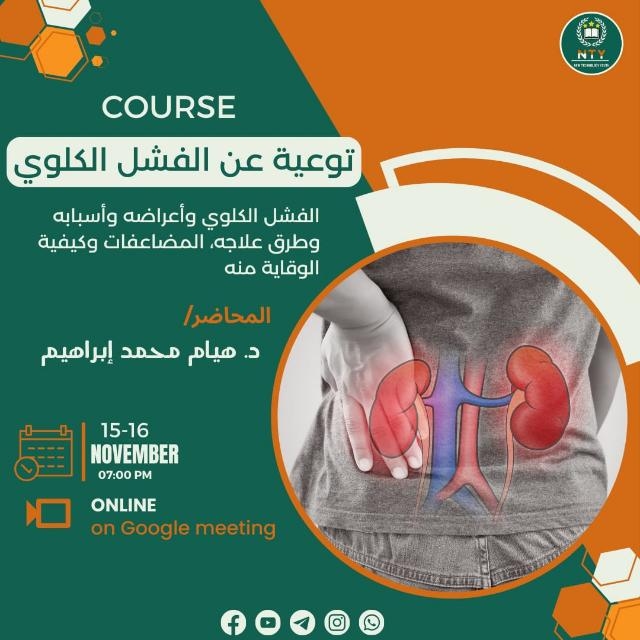 NTY
COURSE
توعية عن الفشل الكلوي
الفشل الكلوي وأعراضه وأسبابه
وطرق علاجه، المضاعفات وكيفية
الوقاية منه
المحاضر/
د. هيام محمد إبراهيم
15-16
NOVEMBER
07:00 PM
ONLINE
on Google meeting